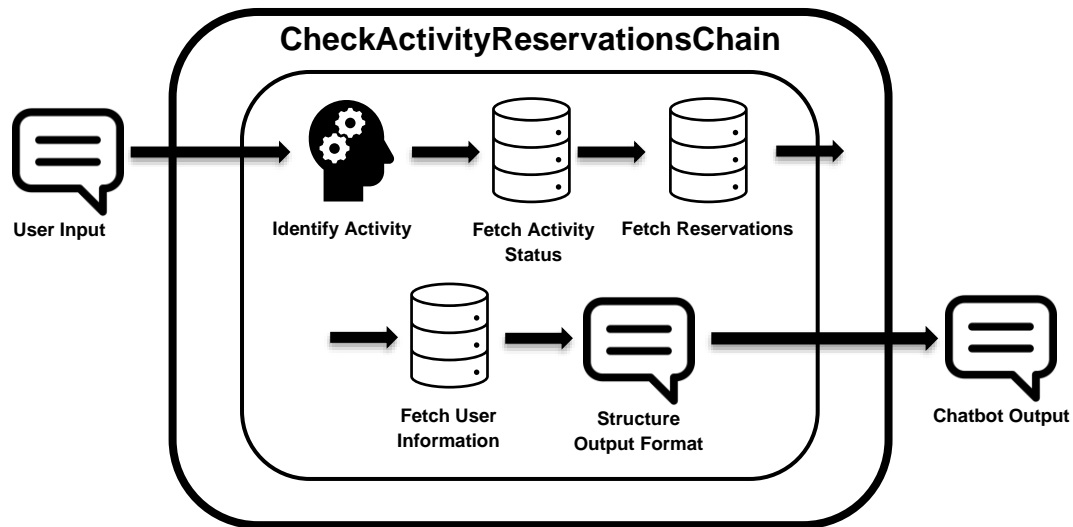 CheckActivityReservationsChain
User Input
Identify Activity
Fetch Activity
Status
Fetch Reservations
Fetch User
Information
Structure
Output Format
Chatbot Output